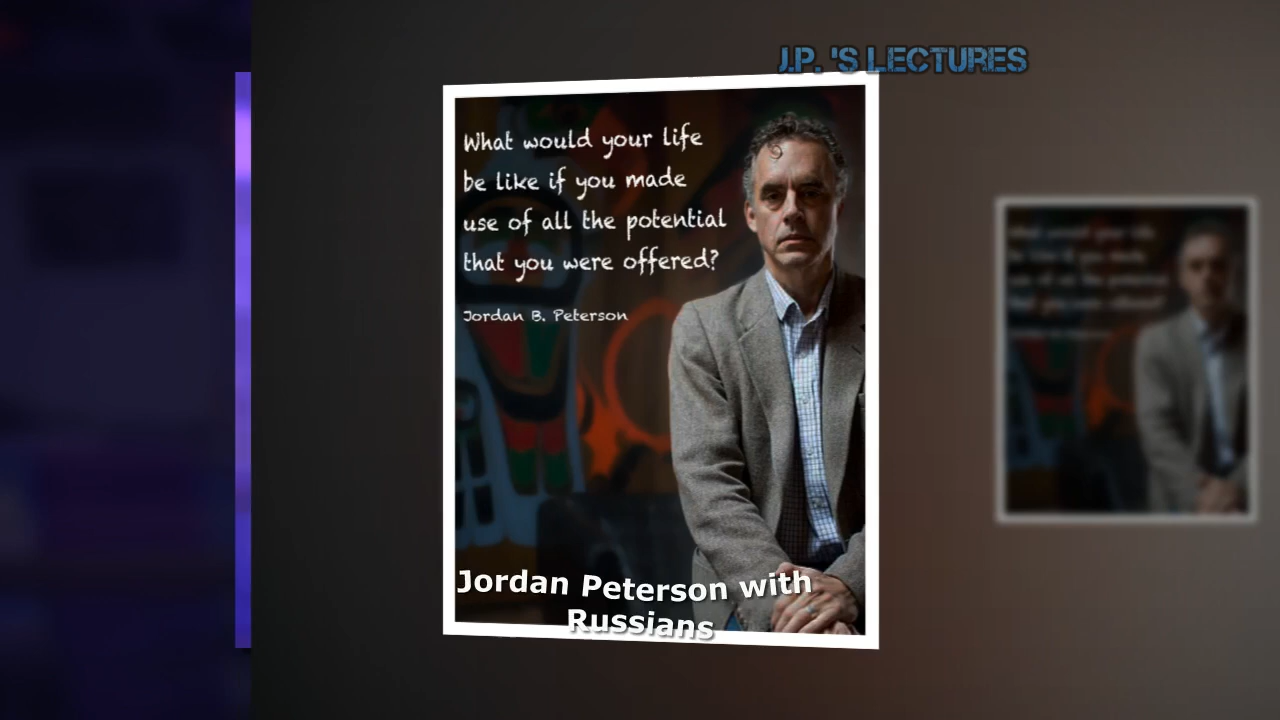 J.P. 'S LECTURES
What would your life
be like if you made
use of all the potential
that you were offered?
Jordan B. Peterson
Jordan Peterson with
Russians